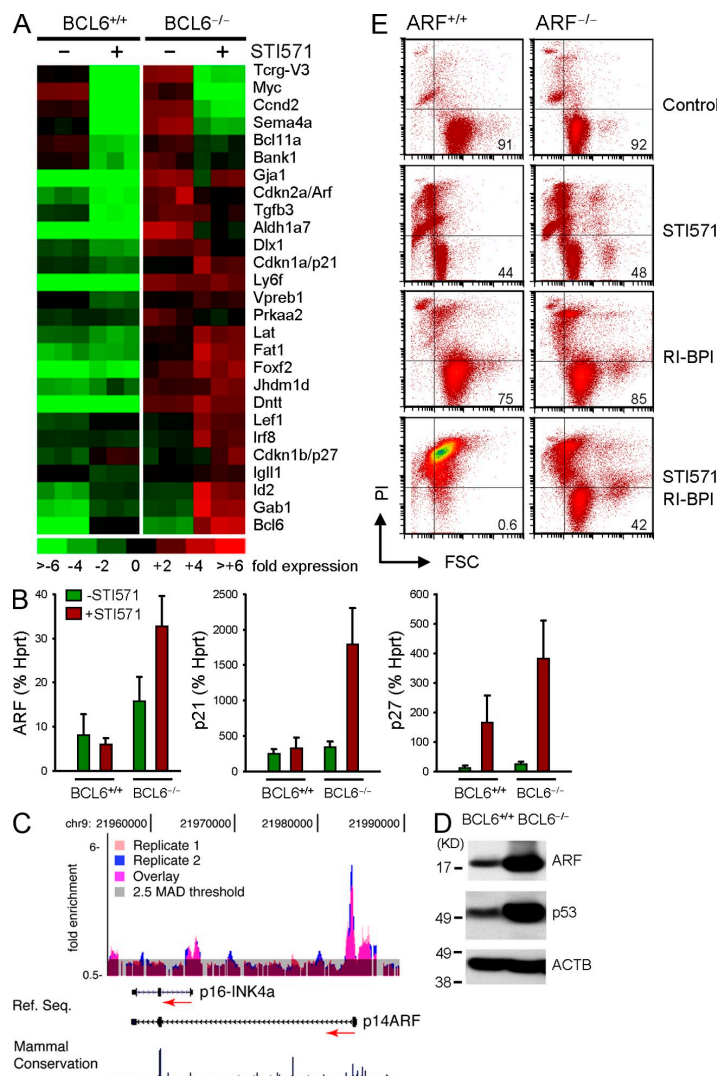 A
BCL6+/+ BCL6−/−
− + − + STI571
Tcrg-V3
Myc
Ccnd2
Sema4a
Bcl11a
Bank1
Gja1
Cdkn2a/Arf
Tgfb3
Aldh1a7
Dlx1
Cdkn1a/p21
Ly6f
Vpreb1
Prkaa2
Lat
Fat1
Foxf2
Jhdm1d
Dntt
Lef1
Irf8
Cdkn1b/p27
Igll1
Id2
Gab1
Bcl6
>-6 -4 -2 0 +2 +4 >+6 fold expression
E
ARF+/+ ARF−/−
91 92 Control
44 48 STI571
75 85 RI-BPI
0.6 42 STI571
RI-BPI
PI
FSC
B
ARF (% Hprt)
40
30
20
10
0
-STI571
+STI571
BCL6+/+ BCL6−/−
p21 (% Hprt)
2500
2000
1500
1000
500
0
BCL6+/+ BCL6−/−
p27 (% Hprt)
600
500
400
300
200
100
0
BCL6+/+ BCL6−/−
C
chr9: 21960000 21970000 21980000 21990000
6-
fold enrichment
0.5-
Replicate 1
Replicate 2
Overlay
2.5 MAD threshold
p16-INK4a
Ref. Seq.
p14ARF
Mammal
Conservation
D
BCL6+/+ BCL6−/−
(KD)
17 ARF
49 p53
49
38
ACTB